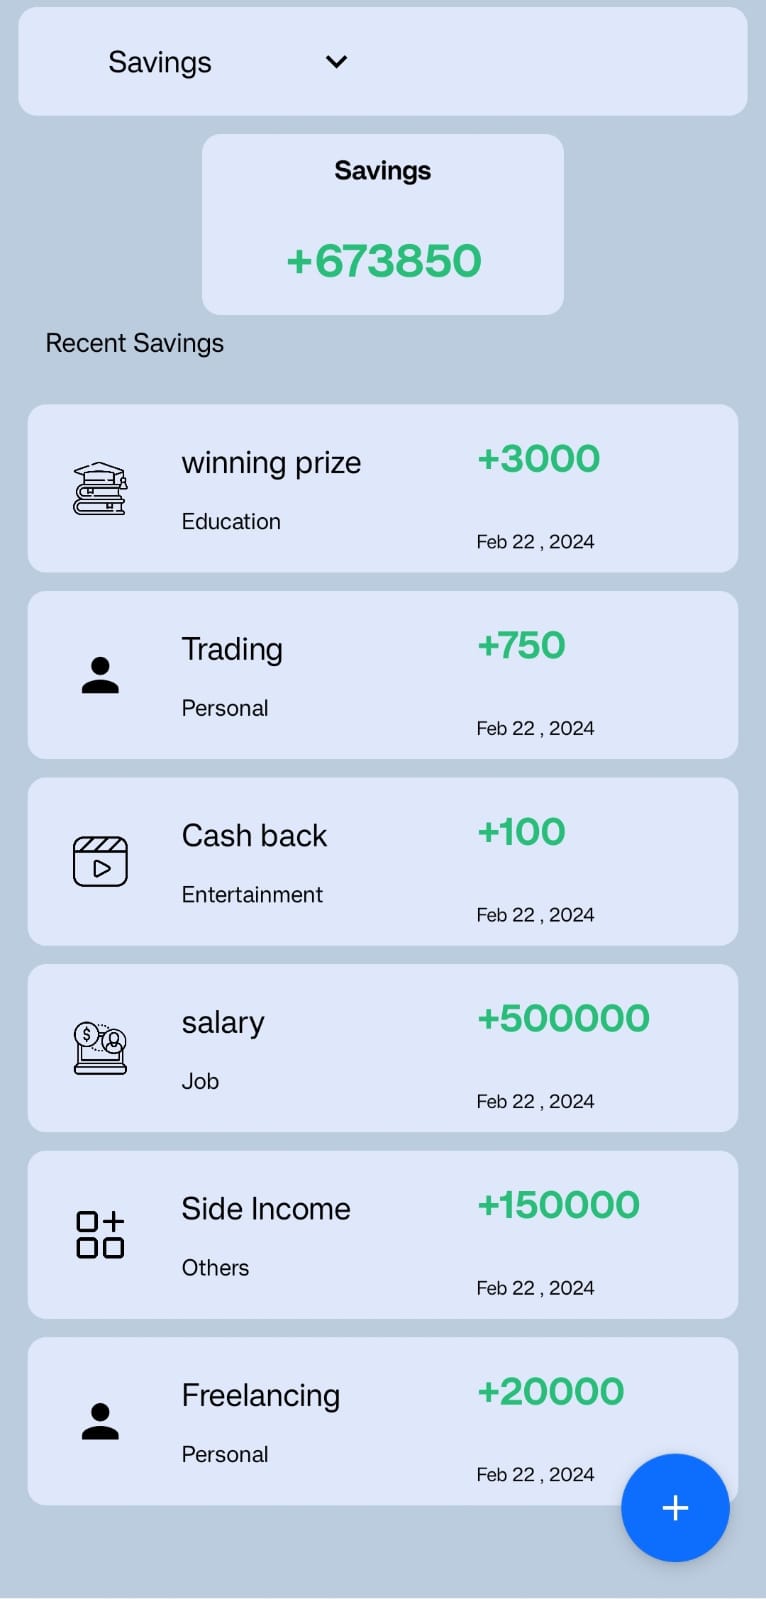 Savings
Savings
+673850
Recent Savings
winning prize
+3000
Education
Feb 22 , 2024
Trading
+750
Personal
Feb 22 , 2024
Cash back
+100
Entertainment
Feb 22 , 2024
salary
+500000
Job
Feb 22 , 2024
Side Income
+150000
Others
Feb 22 , 2024
Freelancing
+20000
Personal
Feb 22 , 2024